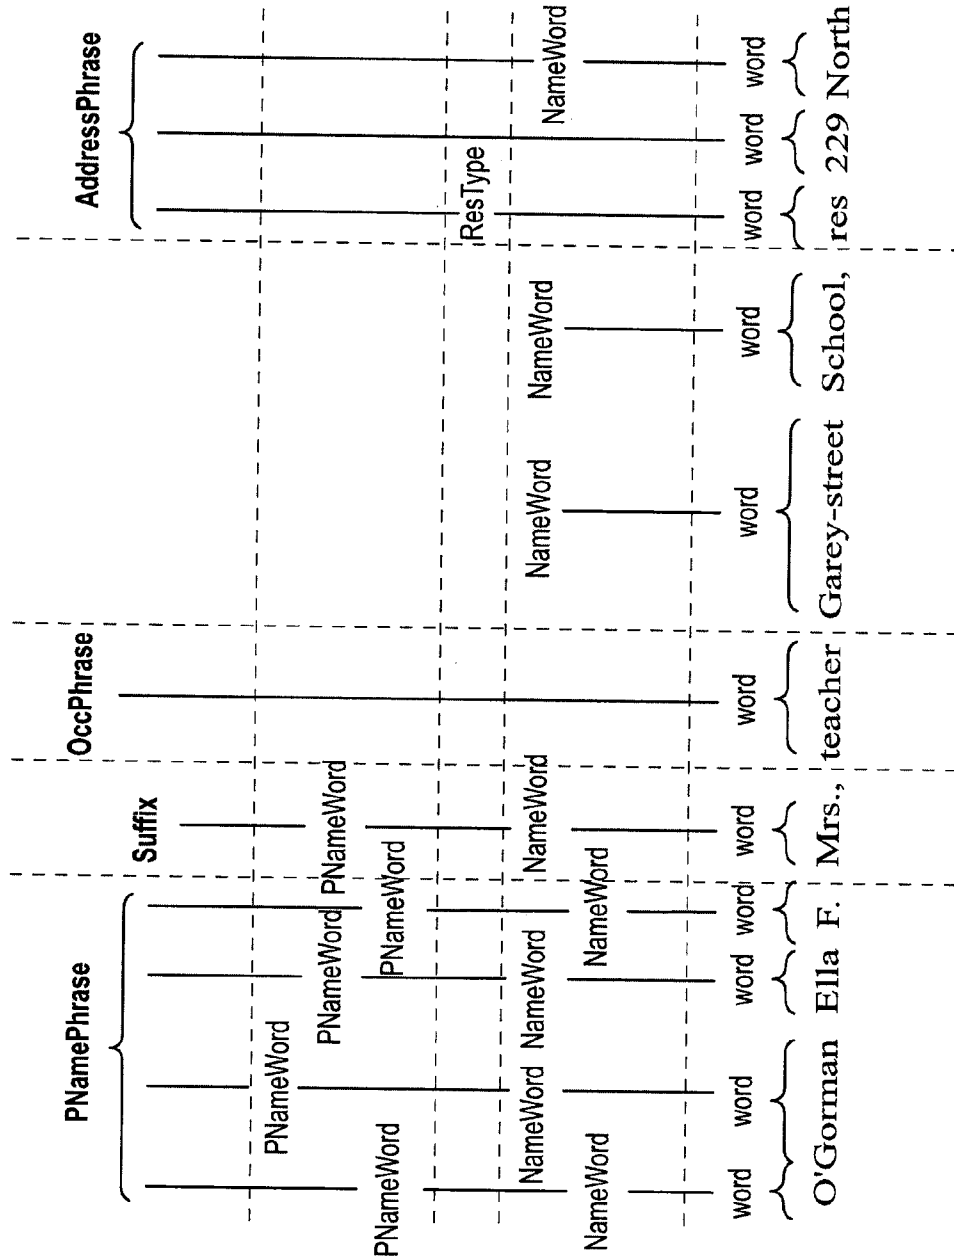 PNamePhrase OccPhrase AddressPhrase
Suffix
PNameWord
PNameWord PNameWord
PNameWord PNameWord
ResType
NameWord NameWord NameWord NameWord NameWord NameWord
NameWord NameWord
word word word word word word word word word word word
O'Gorman Ella F. Mrs., teacher Garey-street School, res 229 North